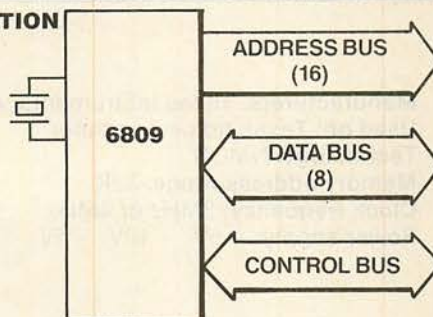 TION
ADDRESS BUS
(16)
6809
DATA BUS
(8)
CONTROL BUS